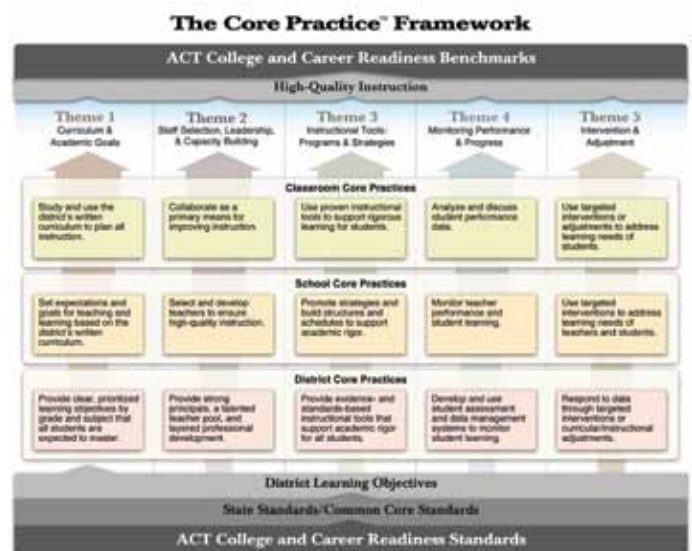 The Core Practice™ Framework
ACT College and Career Readiness Benchmarks
High-Quality Instruction
Theme 1
Curriculum &
Academic Goals
Theme 2
Staff Selection, Leadership,
& Capacity Building
Theme 3
Instructional Tools:
Programs & Strategies
Theme 4
Monitoring Performance
& Progress
Theme 5
Intervention &
Adjustment
Classroom Core Practices
Study and use the
district's written
curriculum to plan all
instruction.
Collaborate as a
primary means for
improving instruction.
Use proven instructional
tools to support rigorous
learning for students.
Analyze and discuss
student performance
data.
Use targeted
interventions or
adjustments to address
learning needs of
students.
School Core Practices
Set expectations and
goals for teaching and
learning based on the
district's written
curriculum.
Select and develop
teachers to ensure
high-quality instruction.
Promote strategies and
build structures and
schedules to support
academic rigor.
Monitor teacher
performance and
student learning.
Use targeted
interventions to address
learning needs of
teachers and students.
District Core Practices
Provide clear, prioritized
learning objectives by
grade and subject that
all students are
expected to master.
Provide strong
principals, a talented
teacher pool, and
layered professional
development.
Provide evidence- and
standards-based
instructional tools that
support academic rigor
for all students.
Develop and use
student assessment
and data management
systems to monitor
student learning.
Respond to data
through targeted
interventions or
curricular/instructional
adjustments.
District Learning Objectives
State Standards/Common Core Standards
ACT College and Career Readiness Standards